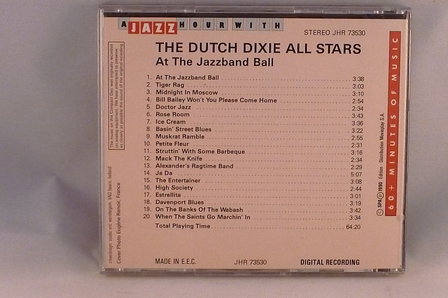 A JAZZ HOUR WITH
STEREO JHR 73530
THE DUTCH DIXIE ALL STARS
At The Jazzband Ball
1. At The Jazzband Ball 3:38
2. Tiger Rag 3:03
3. Midnight In Moscow 3:10
4. Bill Bailey Won't You Please Come Home 2:54
5. Doctor Jazz 2:34
6. Rose Room 3:43
7. Ice Cream 3:36
8. Basin' Street Blues 3:22
9. Muskrat Ramble 2:55
10. Petite Fleur 2:31
11. Struttin' With Some Barbeque 3:16
12. Mack The Knife 2:34
13. Alexander's Ragtime Band 2:29
14. Ja Da 5:07
15. The Entertainer 3:08
16. High Society 2:44
17. Estrellita 3:01
18. Davenport Blues 3:19
19. On The Banks Of The Wabash 3:42
20. When The Saints Go Marchin' In 3:34
Total Playing Time 64:20
MADE IN E.E.C. JHR 73530 DIGITAL RECORDING
60+ MINUTES OF MUSIC
Cover Photo Eugène Ramoir, France